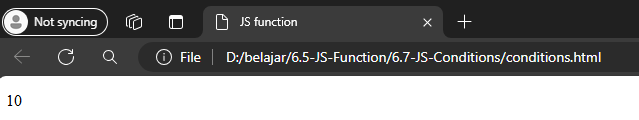 Not syncing
JS function
File
D:/belajar/6.5-JS-Function/6.7-JS-Conditions/conditions.html
10